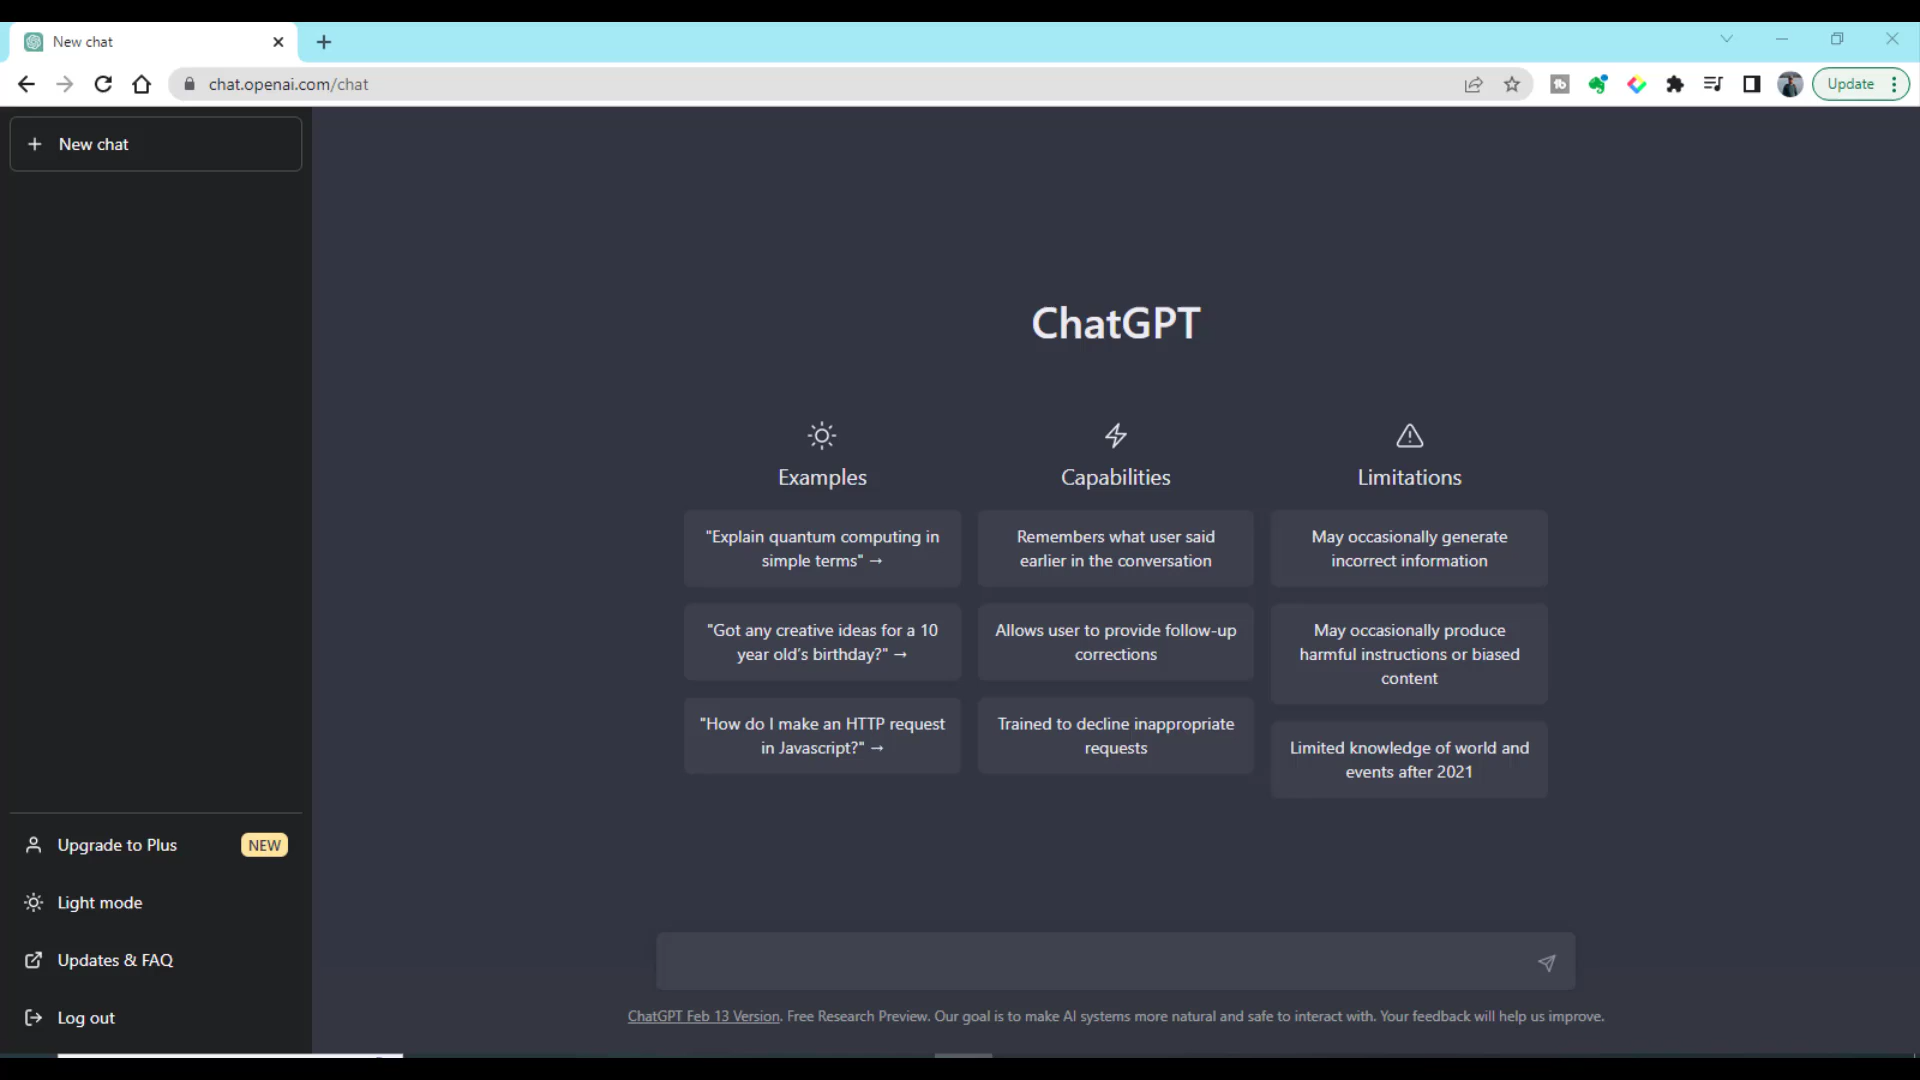 New chat
chat.openai.com/chat
Update
New chat
ChatGPT
Examples
Capabilities
Limitations
"Explain quantum computing in
simple terms" →
Remembers what user said
earlier in the conversation
May occasionally generate
incorrect information
"Got any creative ideas for a 10
year old's birthday?" →
Allows user to provide follow-up
corrections
May occasionally produce
harmful instructions or biased
content
"How do I make an HTTP request
in Javascript?" →
Trained to decline inappropriate
requests
Limited knowledge of world and
events after 2021
Upgrade to Plus NEW
Light mode
Updates & FAQ
Log out
ChatGPT Feb 13 Version. Free Research Preview. Our goal is to make AI systems more natural and safe to interact with. Your feedback will help us improve.